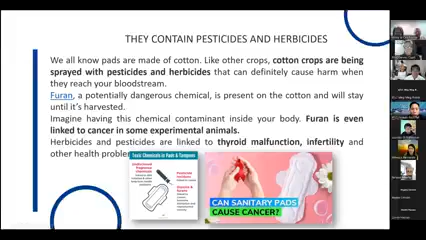 THEY CONTAIN PESTICIDES AND HERBICIDES
We all know pads are made of cotton. Like other crops, cotton crops are being
sprayed with pesticides and herbicides that can definitely cause harm when
they reach your bloodstream.
Furan, a potentially dangerous chemical, is present on the cotton and will stay
until it's harvested.
Imagine having this chemical contaminant inside your body. Furan is even
linked to cancer in some experimental animals.
Herbicides and pesticides are linked to thyroid malfunction, infertility and
other health proble
Toxic Chemicals in Pads & Tampons
CAN SANITARY PADS
CAUSE CANCER?